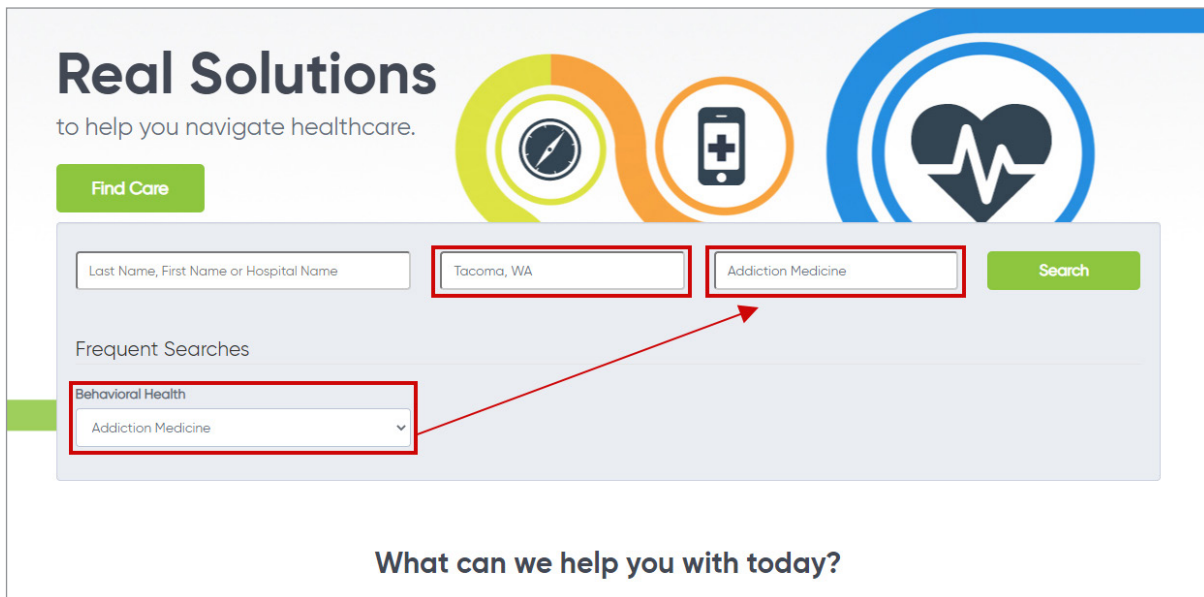 Real Solutions
to help you navigate healthcare.
Find Care
Last Name, First Name or Hospital Name
Tacoma, WA
Addiction Medicine
Search
Frequent Searches
Behavioral Health
Addiction Medicine
What can we help you with today?